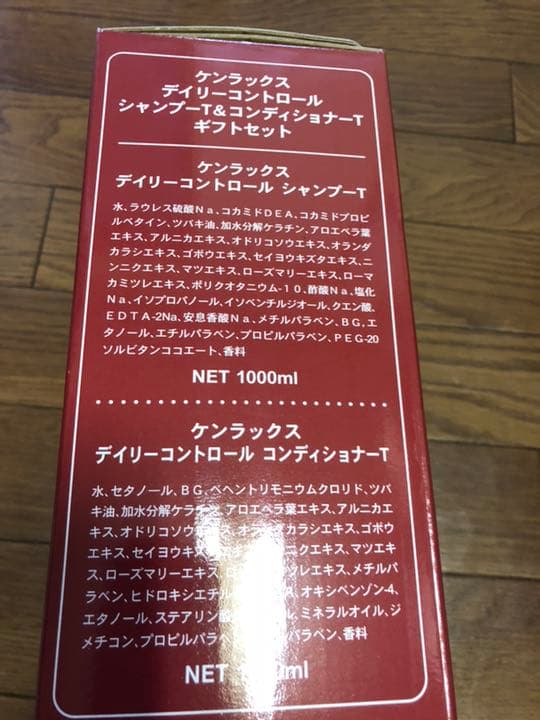 ケンラックス
デイリーコントロール
シャンプーT＆コンディショナーT
ギフトセット
ケンラックス
デイリーコントロール シャンプーT
水、ラウレス硫酸Ｎａ、コカミドＤＥＡ、コカミドプロピ
ルベタイン、ツバキ油、加水分解ケラチン、アロエベラ葉
エキス、アルニカエキス、オドリコソウエキス、オランダ
カラシエキス、ゴボウエキス、セイヨウキズタエキス、ニ
ンニクエキス、マツエキス、ローズマリーエキス、ローマ
カミツレエキス、ポリクオタニウム-１０、酢酸Ｎａ、塩化
Ｎａ、イソプロパノール、イソペンチルジオール、クエン酸、
ＥＤＴＡ-2Na、安息香酸Ｎａ、メチルパラベン、ＢＧ、エ
タノール、エチルパラベン、プロピルパラベン、ＰＥＧ-20
ソルビタンココエート、香料
NET 1000ml
ケンラックス
デイリーコントロール コンディショナーT
水、セタノール、ＢＧ、ベヘントリモニウムクロリド、ツバ
キ油、加水分解ケラチン、アロエベラ葉エキス、アルニカエ
キス、オドリコソウエキス、オランダカラシエキス、ゴボウ
エキス、セイヨウキズ ニクエキス、マツエキ
ス、ローズマリーエキス、 ツレエキス、メチルパ
ラベン、ヒドロキシエチル オキシベンゾン-4、
エタノール、ステアリン酸 ル、ミネラルオイル、ジ
メチコン、プロピルパラベ パラベン、香料
NET ml